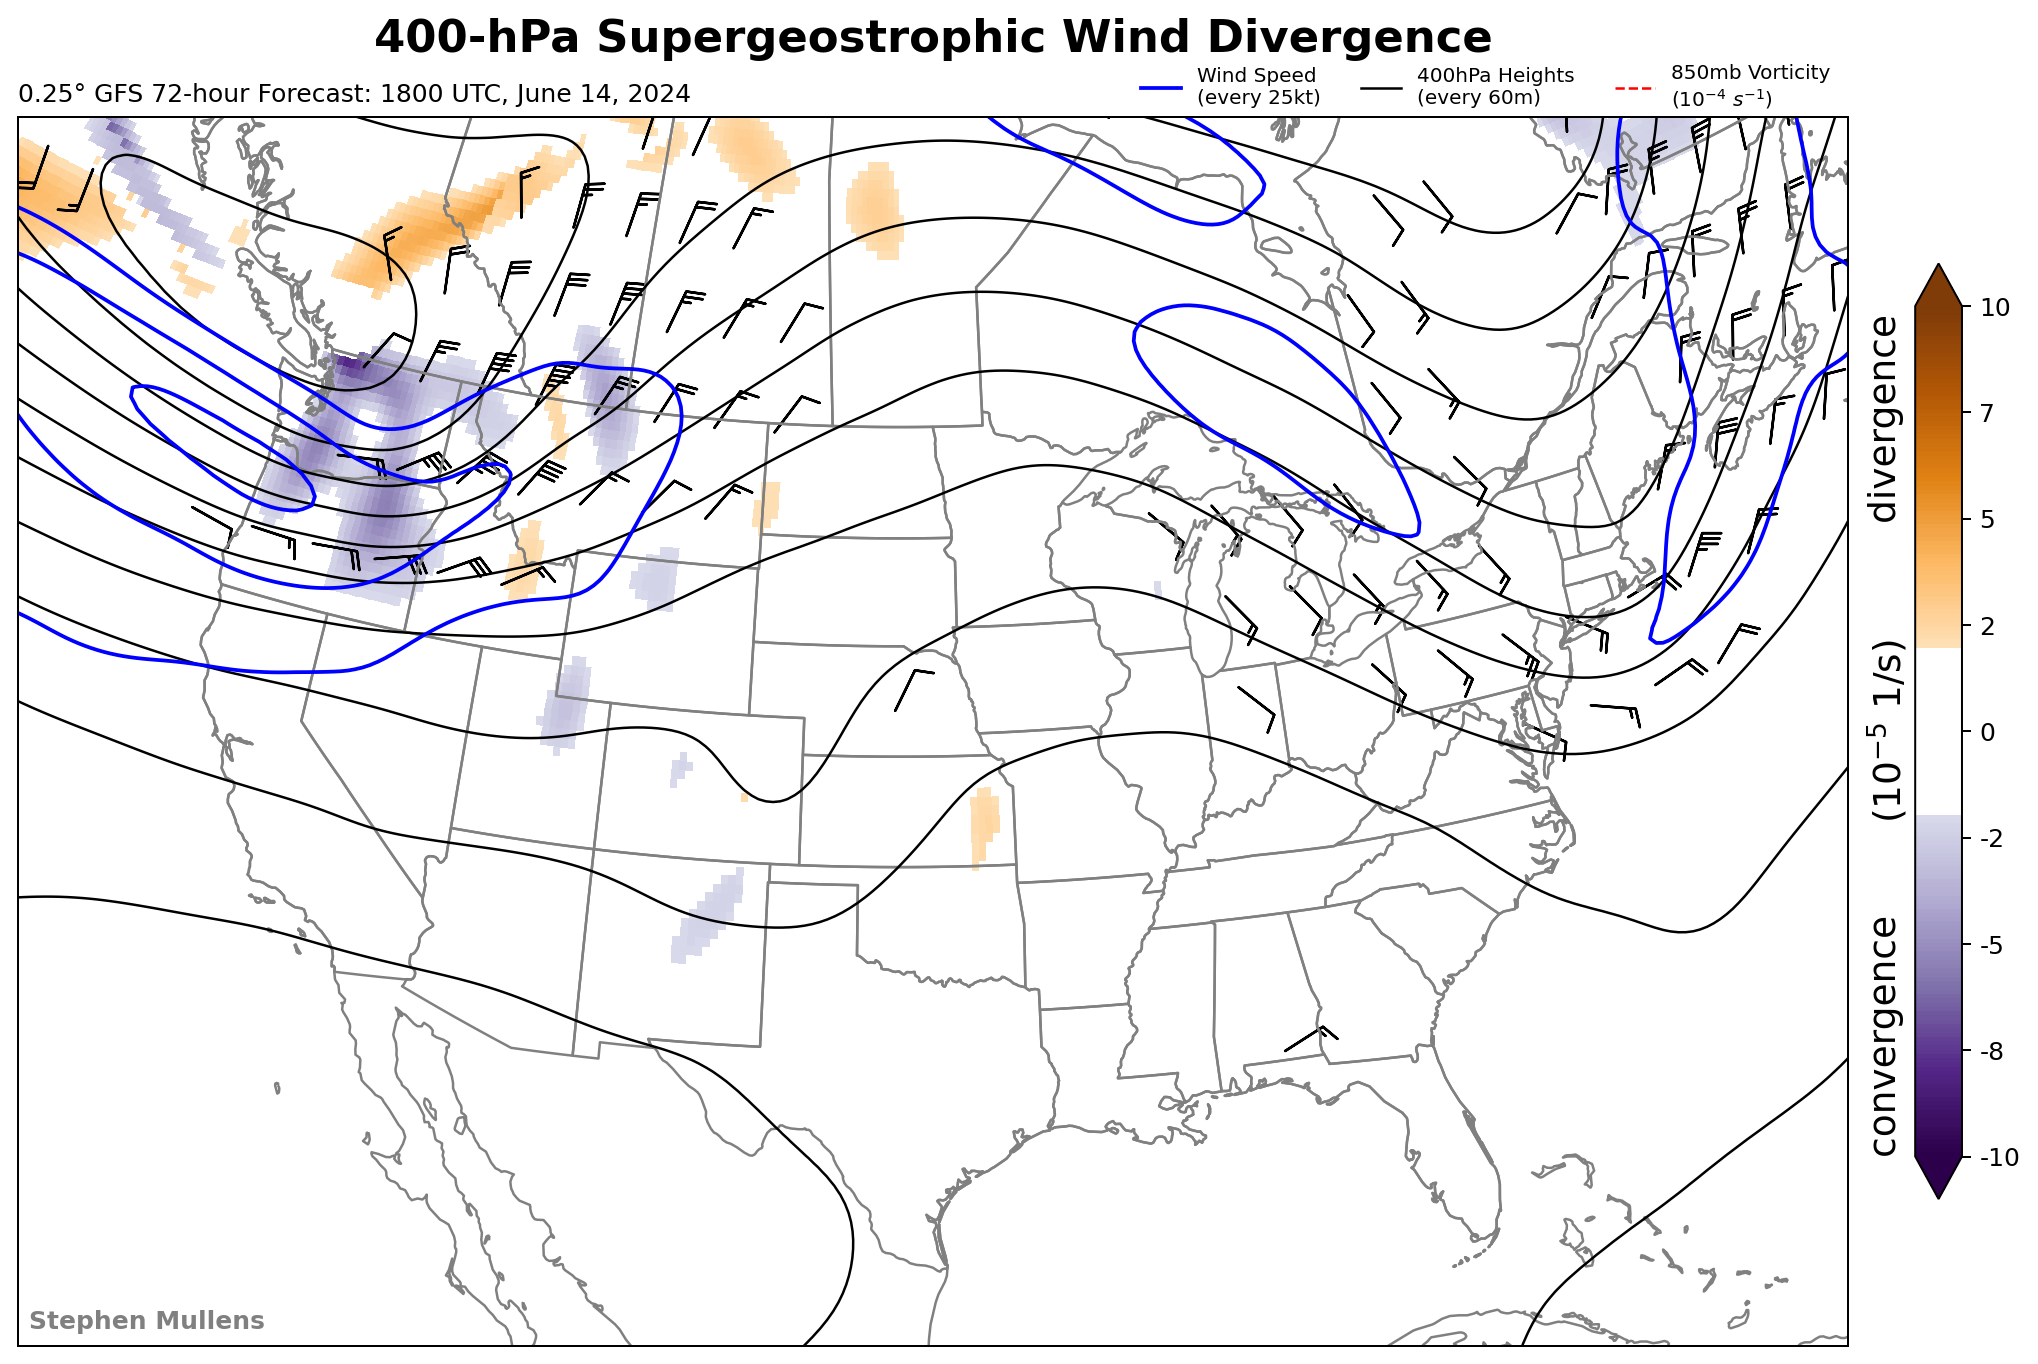 400-hPa Supergeostrophic Wind Divergence
0.25° GFS 72-hour Forecast: 1800 UTC, June 14, 2024
Wind Speed
(every 25kt)
400hPa Heights
(every 60m)
850mb Vorticity
(10⁻⁴ s⁻¹)
10
7
5
2
0
-2
-5
-8
-10
convergence (10⁻⁵ 1/s) divergence
Stephen Mullens